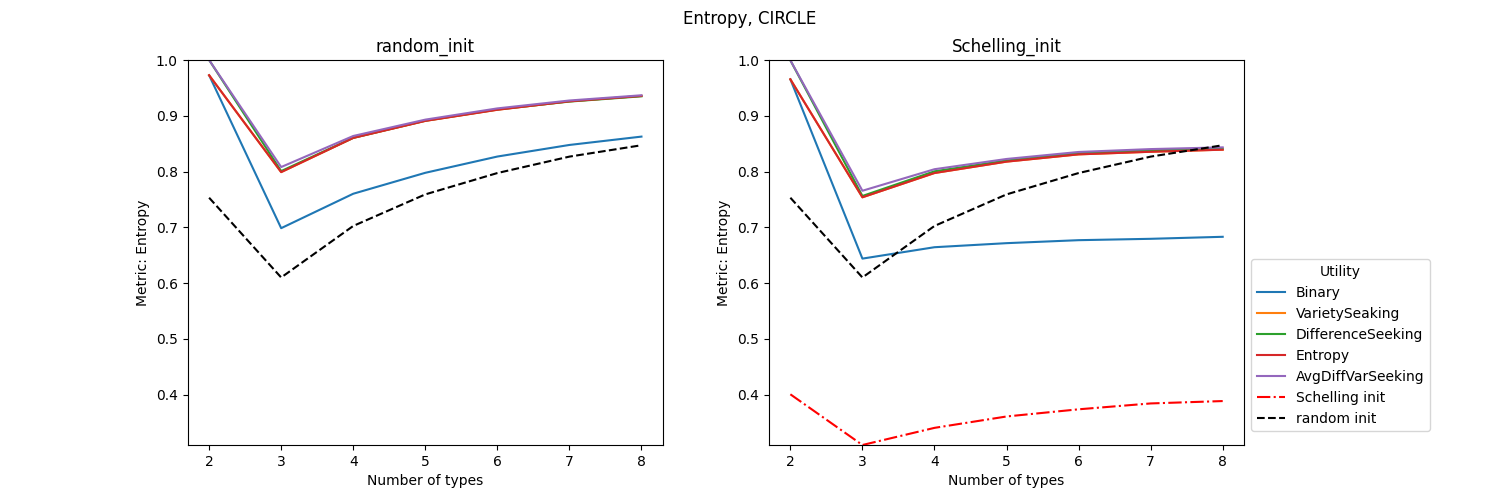 Entropy, CIRCLE
random_init
1.0
0.9
0.8
0.7
0.6
0.5
0.4
Metric: Entropy
2 3 4 5 6 7 8
Number of types
Schelling_init
1.0
0.9
0.8
0.7
0.6
0.5
0.4
Metric: Entropy
2 3 4 5 6 7 8
Number of types
Utility
Binary
VarietySeaking
DifferenceSeeking
Entropy
AvgDiffVarSeeking
Schelling init
random init